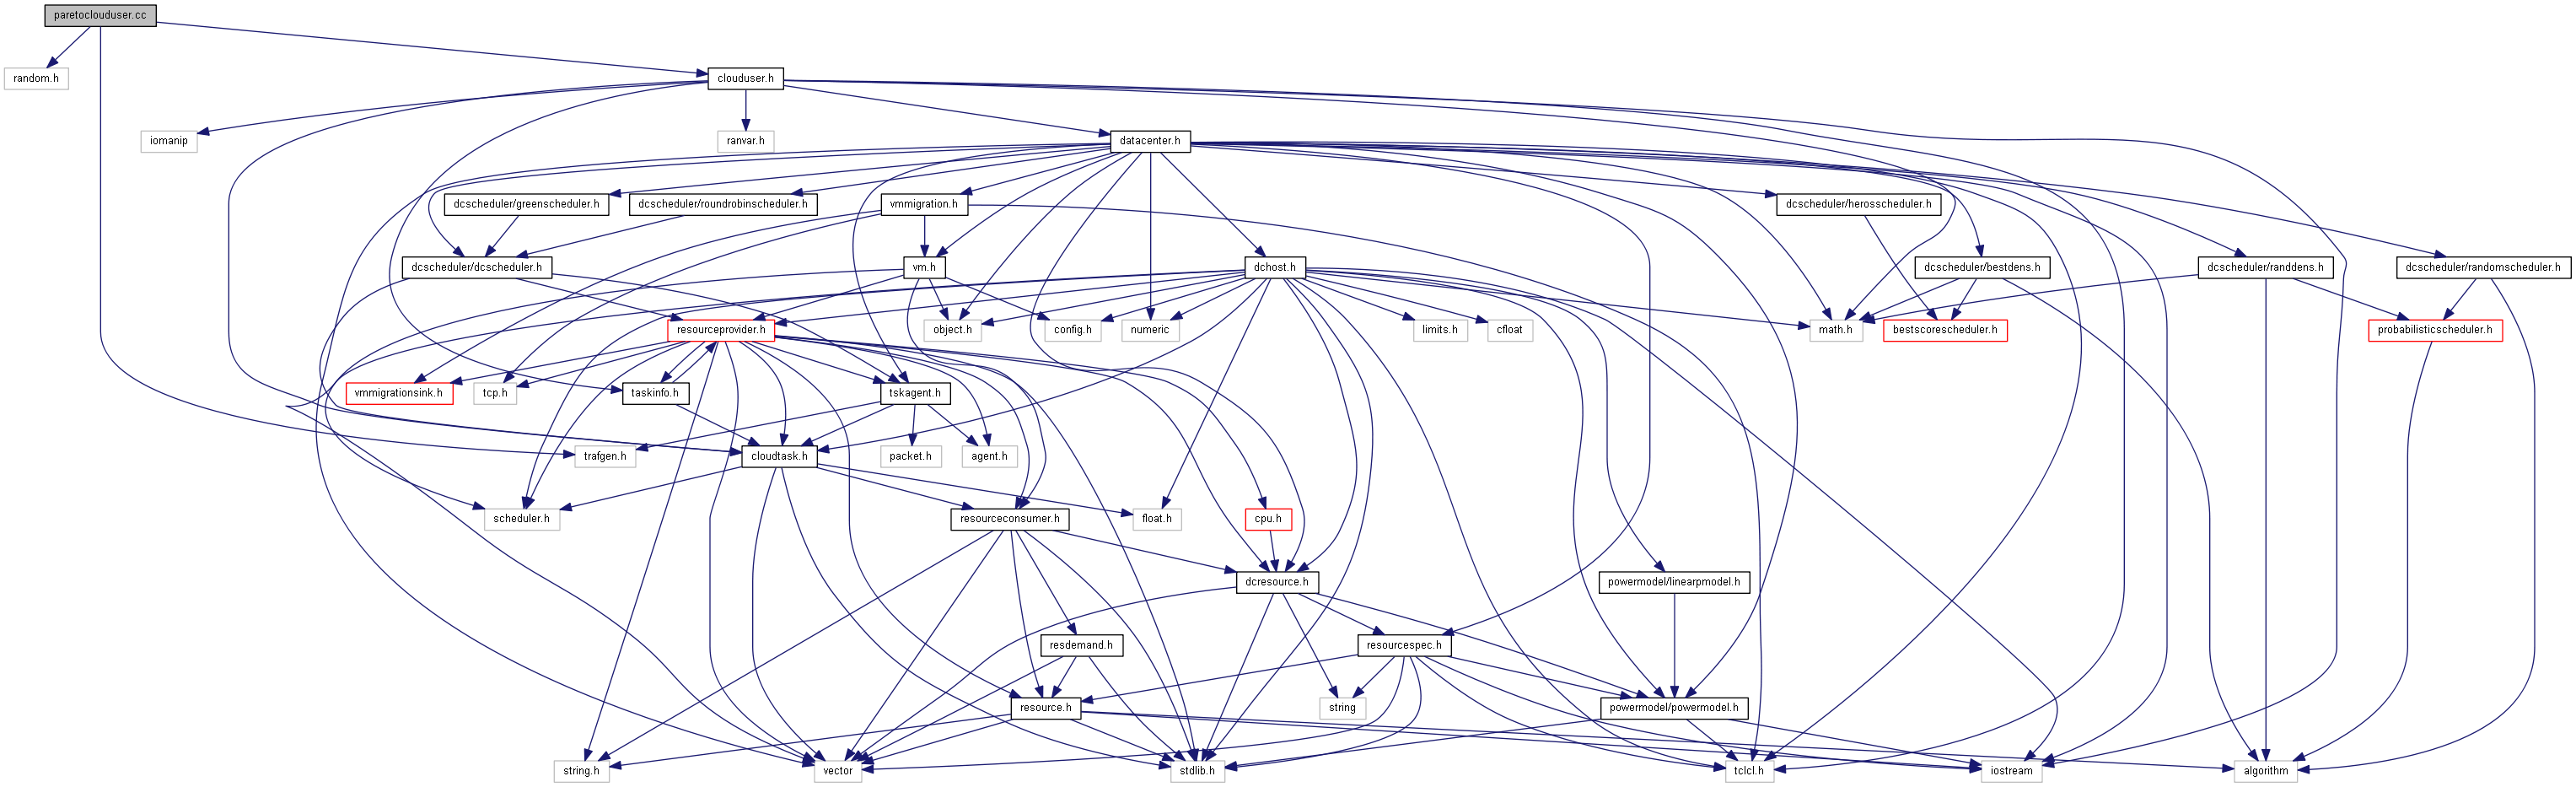 paretoclouduser.cc
random.h
clouduser.h
iomanip
ranvar.h
datacenter.h
dcscheduler/greenscheduler.h
dcscheduler/roundrobinscheduler.h
vmmigration.h
dcscheduler/herosscheduler.h
dcscheduler/dcscheduler.h
vm.h
dchost.h
dcscheduler/bestdens.h
dcscheduler/randdens.h
dcscheduler/randomscheduler.h
resourceprovider.h
object.h
config.h
numeric
limits.h
cfloat
math.h
bestscorescheduler.h
probabilisticscheduler.h
vmmigrationsink.h
tcp.h
taskinfo.h
tskagent.h
trafgen.h
cloudtask.h
packet.h
agent.h
scheduler.h
resourceconsumer.h
float.h
cpu.h
dcresource.h
powermodel/linearpmodel.h
resdemand.h
resourcespec.h
resource.h
string
powermodel/powermodel.h
string.h
vector
stdlib.h
tclcl.h
iostream
algorithm